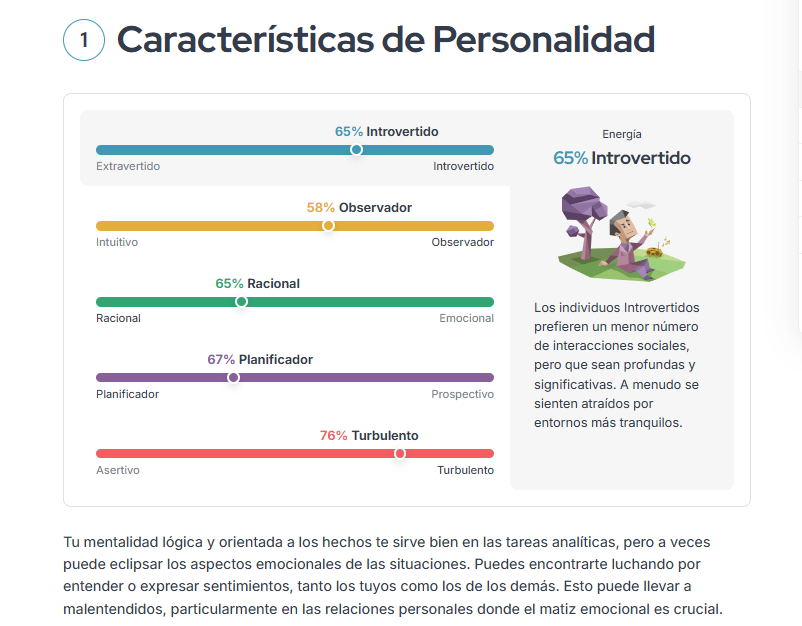 1 Características de Personalidad
65% Introvertido
Extravertido Introvertido
58% Observador
Intuitivo Observador
65% Racional
Racional Emocional
67% Planificador
Planificador Prospectivo
76% Turbulento
Asertivo Turbulento
Energía
65% Introvertido
Los individuos Introvertidos
prefieren un menor número
de interacciones sociales,
pero que sean profundas y
significativas. A menudo se
sienten atraídos por
entornos más tranquilos.
Tu mentalidad lógica y orientada a los hechos te sirve bien en las tareas analíticas, pero a veces
puede eclipsar los aspectos emocionales de las situaciones. Puedes encontrarte luchando por
entender o expresar sentimientos, tanto los tuyos como los de los demás. Esto puede llevar a
malentendidos, particularmente en las relaciones personales donde el matiz emocional es crucial.